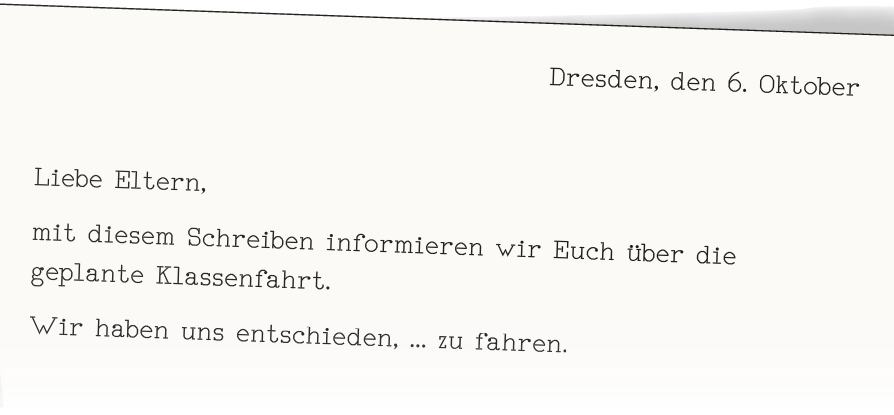 Dresden, den 6. Oktober
Liebe Eltern,
mit diesem Schreiben informieren wir Euch über die
geplante Klassenfahrt.
Wir haben uns entschieden, ... zu fahren.